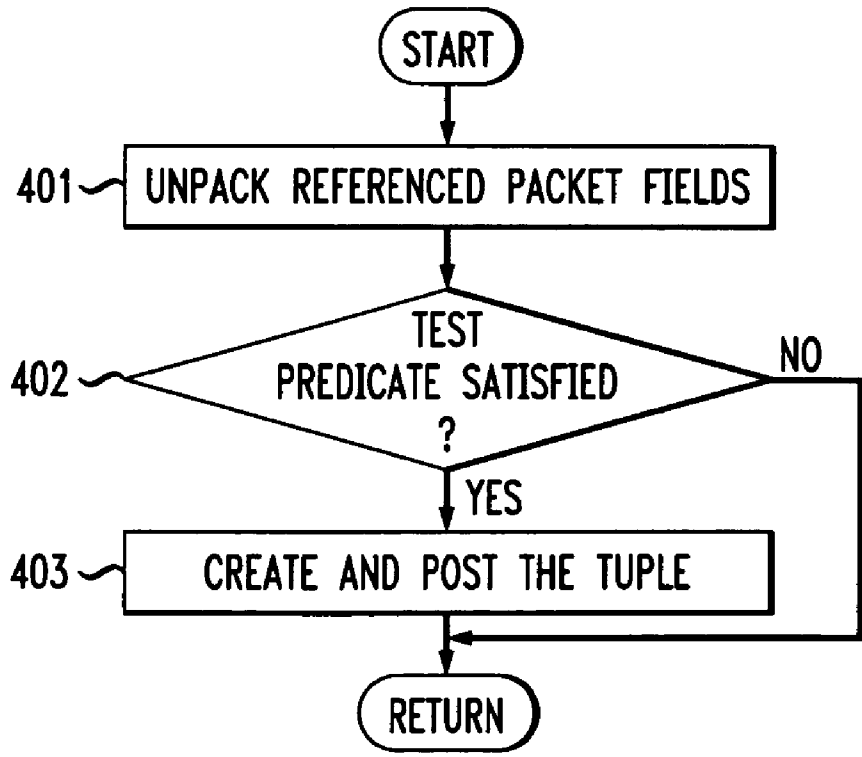 START
401
UNPACK REFERENCED PACKET FIELDS
402
TEST
PREDICATE SATISFIED
?
NO
YES
403
CREATE AND POST THE TUPLE
RETURN